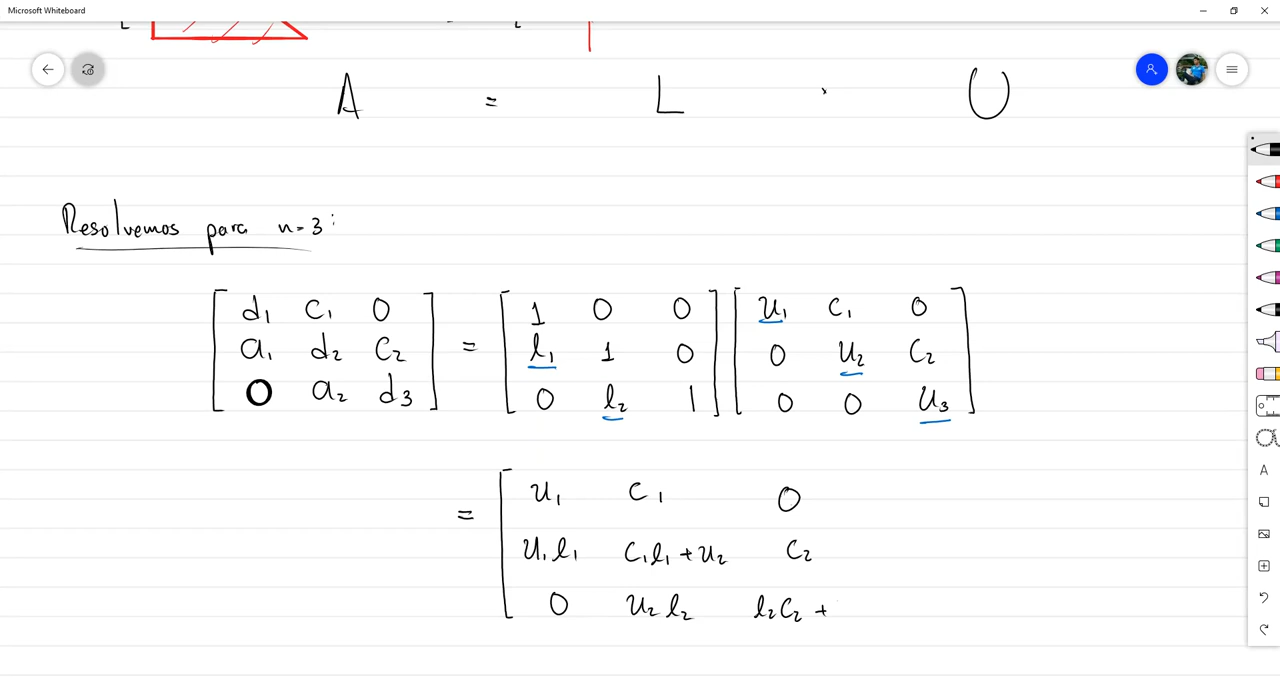 Microsoft Whiteboard
A = L . U
Resolvemos para n=3:
[ d₁ c₁ 0 ] = [ 1 0 0 ] [ u₁ c₁ 0 ]
[ a₁ d₂ c₂ ] [ l₁ 1 0 ] [ 0 u₂ c₂ ]
[ 0 a₂ d₃ ] [ 0 l₂ 1 ] [ 0 0 u₃ ]
= [ u₁ c₁ 0
u₁l₁ c₁l₁+u₂ c₂
0 u₂l₂ l₂c₂+
A